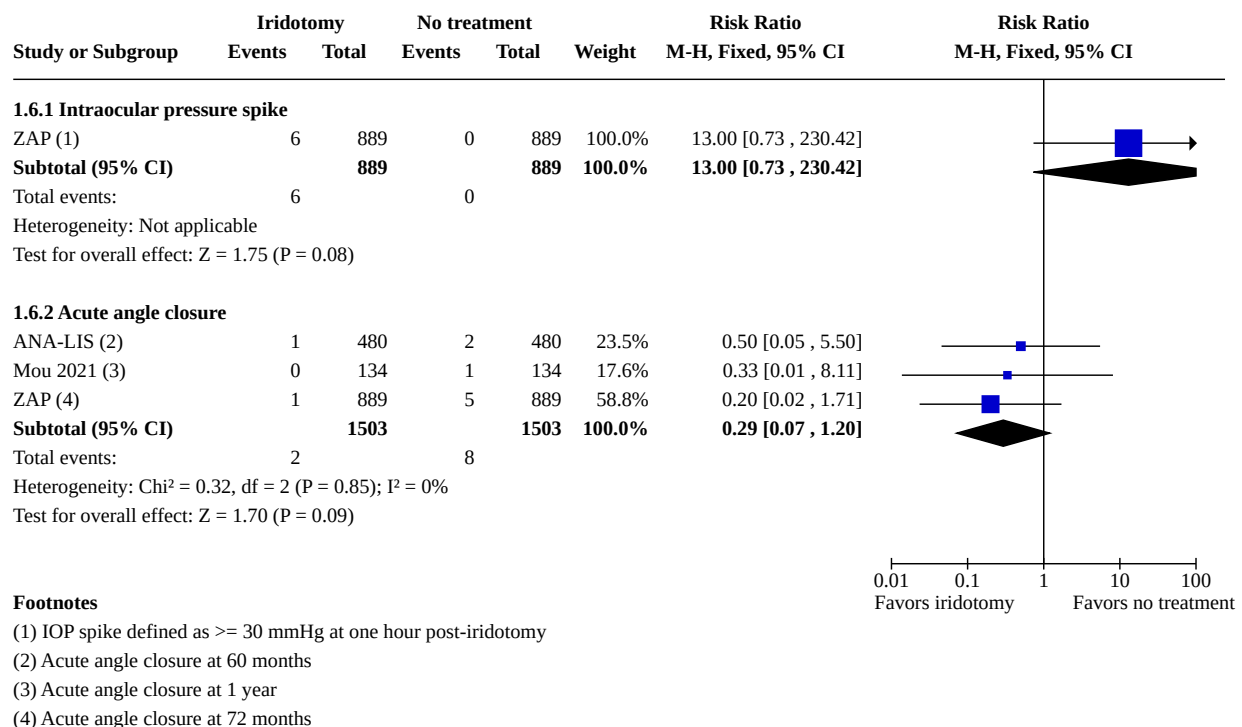 Iridotomy No treatment Risk Ratio Risk Ratio
Study or Subgroup Events Total Events Total Weight M-H, Fixed, 95% CI M-H, Fixed, 95% CI
1.6.1 Intraocular pressure spike
ZAP (1) 6 889 0 889 100.0% 13.00 [0.73 , 230.42]
Subtotal (95% CI) 889 889 100.0% 13.00 [0.73 , 230.42]
Total events: 6 0
Heterogeneity: Not applicable
Test for overall effect: Z = 1.75 (P = 0.08)
1.6.2 Acute angle closure
ANA-LIS (2) 1 480 2 480 23.5% 0.50 [0.05 , 5.50]
Mou 2021 (3) 0 134 1 134 17.6% 0.33 [0.01 , 8.11]
ZAP (4) 1 889 5 889 58.8% 0.20 [0.02 , 1.71]
Subtotal (95% CI) 1503 1503 100.0% 0.29 [0.07 , 1.20]
Total events: 2 8
Heterogeneity: Chi² = 0.32, df = 2 (P = 0.85); I² = 0%
Test for overall effect: Z = 1.70 (P = 0.09)
0.01 0.1 1 10 100
Favors iridotomy Favors no treatment
Footnotes
(1) IOP spike defined as >= 30 mmHg at one hour post-iridotomy
(2) Acute angle closure at 60 months
(3) Acute angle closure at 1 year
(4) Acute angle closure at 72 months